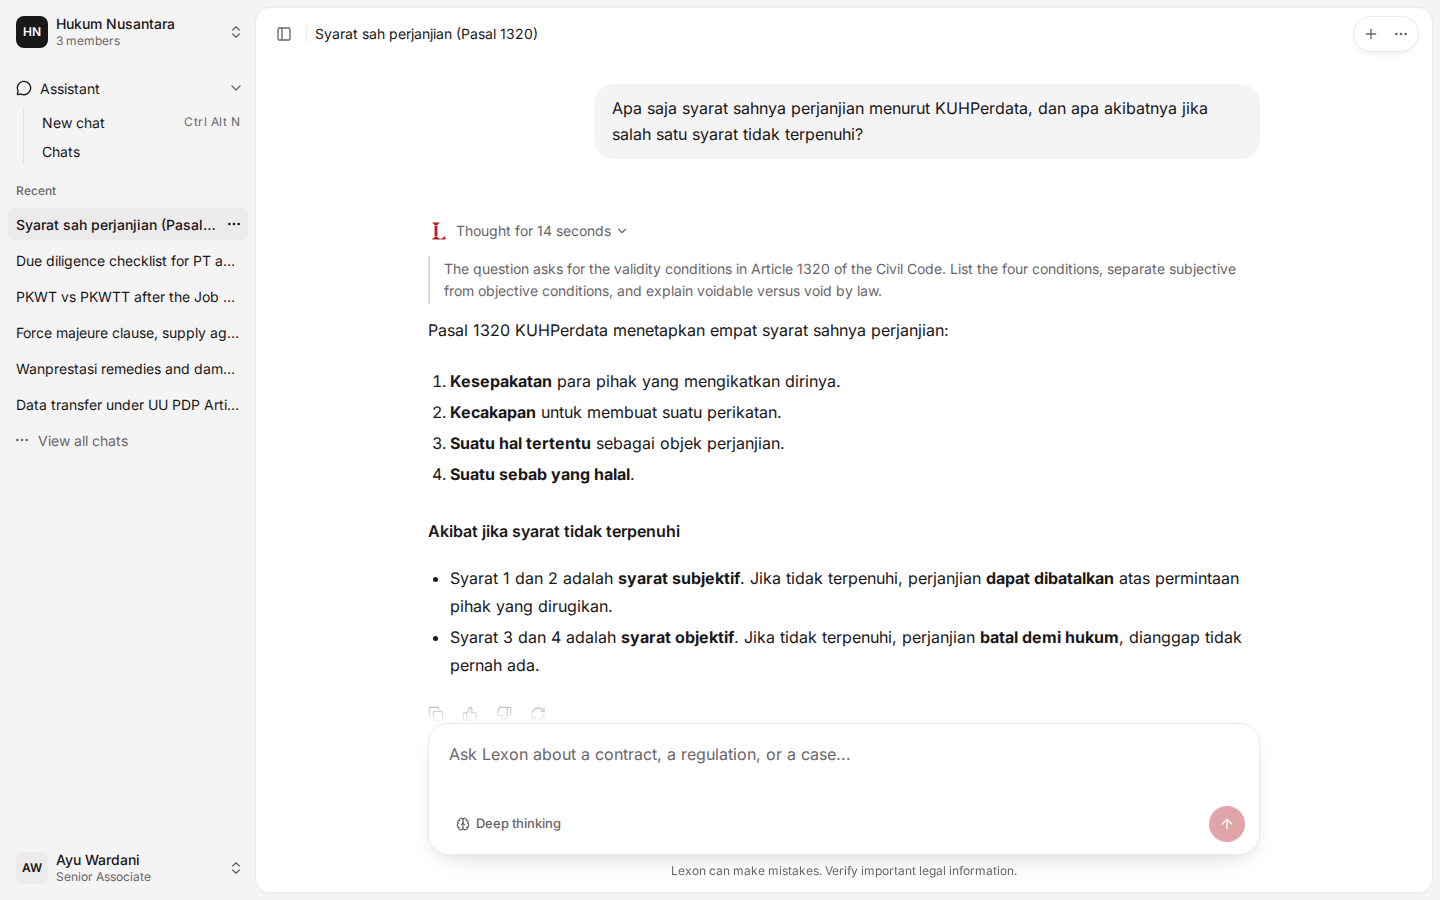 HN
Hukum Nusantara
3 members
Assistant
New chat Ctrl Alt N
Chats
Recent
Syarat sah perjanjian (Pasal...
Due diligence checklist for PT a...
PKWT vs PKWTT after the Job ...
Force majeure clause, supply ag...
Wanprestasi remedies and dam...
Data transfer under UU PDP Arti...
View all chats
AW
Ayu Wardani
Senior Associate
Syarat sah perjanjian (Pasal 1320)
Apa saja syarat sahnya perjanjian menurut KUHPerdata, dan apa akibatnya jika
salah satu syarat tidak terpenuhi?
L Thought for 14 seconds
The question asks for the validity conditions in Article 1320 of the Civil Code. List the four conditions, separate subjective
from objective conditions, and explain voidable versus void by law.
Pasal 1320 KUHPerdata menetapkan empat syarat sahnya perjanjian:
1. Kesepakatan para pihak yang mengikatkan dirinya.
2. Kecakapan untuk membuat suatu perikatan.
3. Suatu hal tertentu sebagai objek perjanjian.
4. Suatu sebab yang halal.
Akibat jika syarat tidak terpenuhi
• Syarat 1 dan 2 adalah syarat subjektif. Jika tidak terpenuhi, perjanjian dapat dibatalkan atas permintaan
pihak yang dirugikan.
• Syarat 3 dan 4 adalah syarat objektif. Jika tidak terpenuhi, perjanjian batal demi hukum, dianggap tidak
pernah ada.
Ask Lexon about a contract, a regulation, or a case...
Deep thinking
Lexon can make mistakes. Verify important legal information.